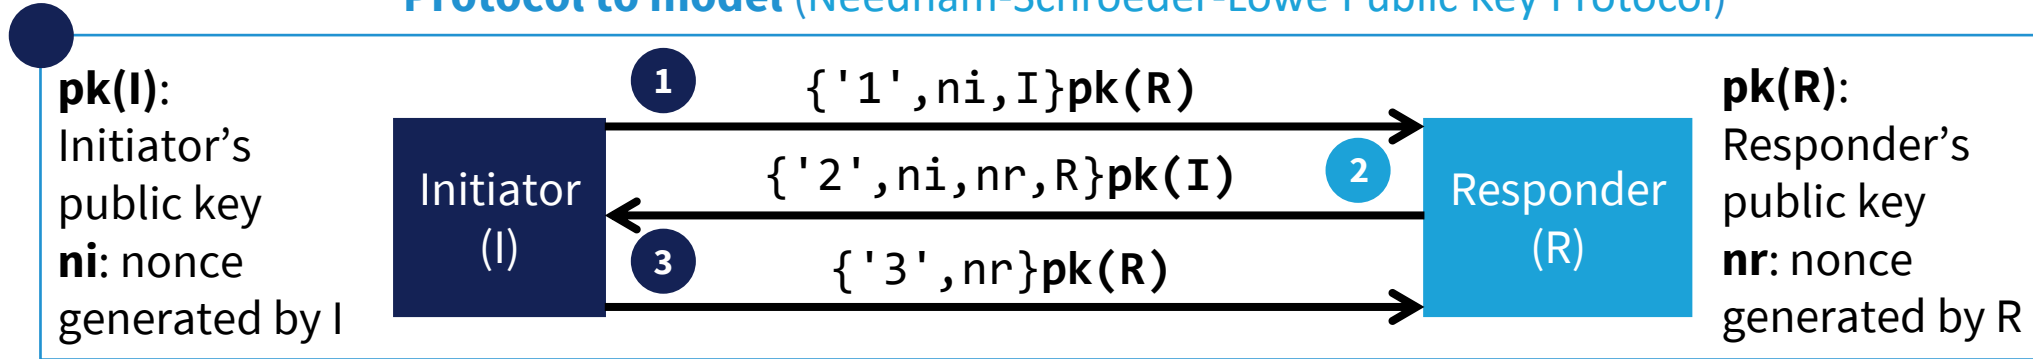 Protocol to model (Needham-Schroeder-Lowe Public Key Protocol)
pk(I):
Initiator's
public key
ni: nonce
generated by I
Initiator
(I)
1
{'1',ni,I}pk(R)
{'2',ni,nr,R}pk(I)
2
3
{'3',nr}pk(R)
Responder
(R)
pk(R):
Responder's
public key
nr: nonce
generated by R